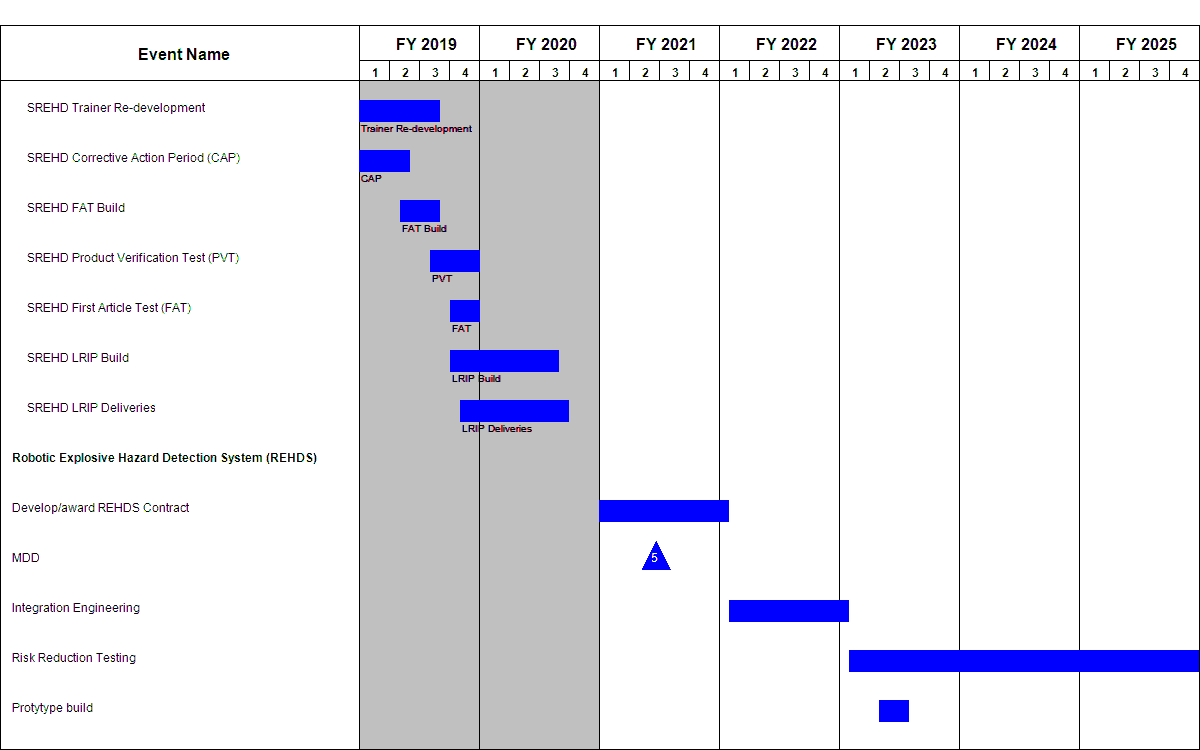 Event Name
FY 2019 FY 2020 FY 2021 FY 2022 FY 2023 FY 2024 FY 2025
1 2 3 4 1 2 3 4 1 2 3 4 1 2 3 4 1 2 3 4 1 2 3 4 1 2 3 4
SREHD Trainer Re-development
Trainer Re-development
SREHD Corrective Action Period (CAP)
CAP
SREHD FAT Build
FAT Build
SREHD Product Verification Test (PVT)
PVT
SREHD First Article Test (FAT)
FAT
SREHD LRIP Build
LRIP Build
SREHD LRIP Deliveries
LRIP Deliveries
Robotic Explosive Hazard Detection System (REHDS)
Develop/award REHDS Contract
MDD
5
Integration Engineering
Risk Reduction Testing
Protytype build